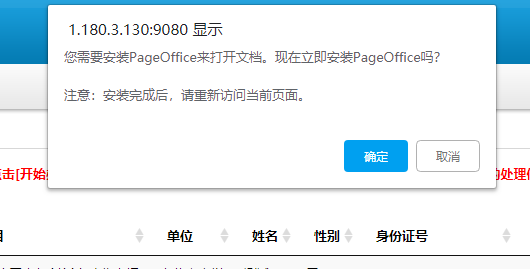 1.180.3.130:9080 显示
您需要安装PageOffice来打开文档。现在立即安装PageOffice吗?
注意：安装完成后，请重新访问当前页面。
确定 取消
点击[开始 的处理
单位 姓名 性别 身份证号